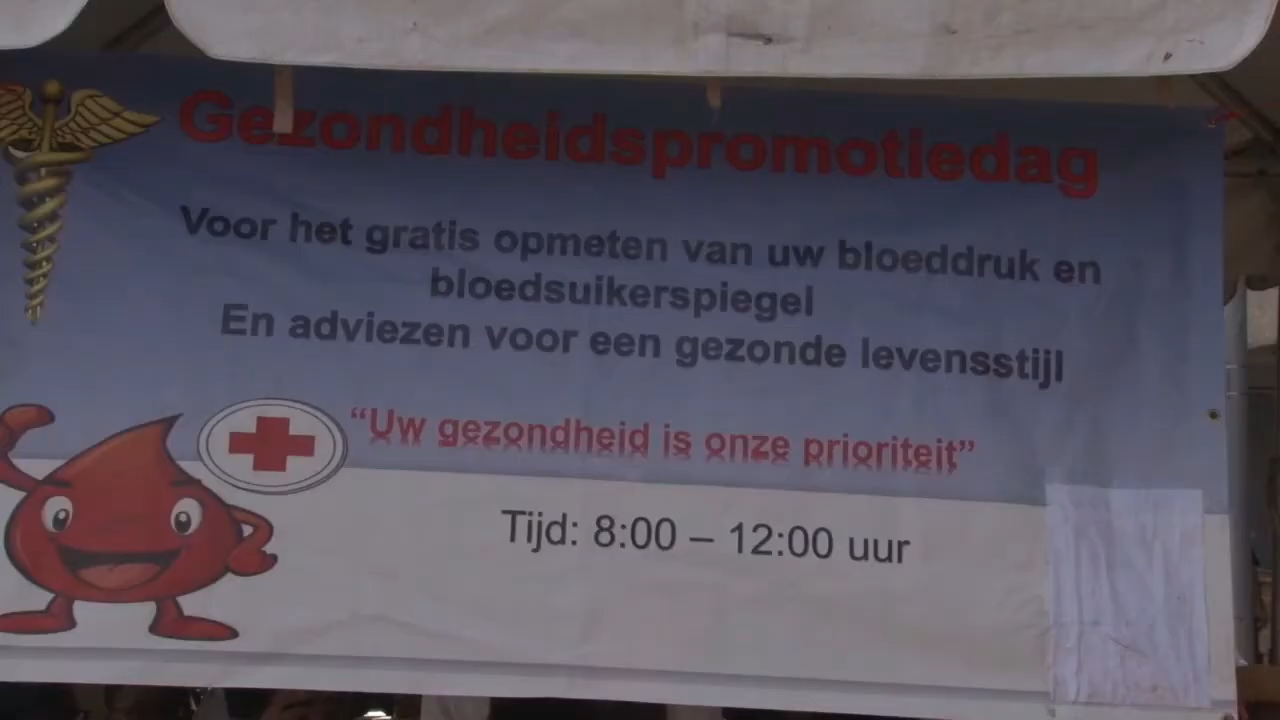 Gezondheidspromotiedag
Voor het gratis opmeten van uw bloeddruk en
bloedsuikerspiegel
En adviezen voor een gezonde levensstijl
“Uw gezondheid is onze prioriteit”
Tijd: 8:00 – 12:00 uur